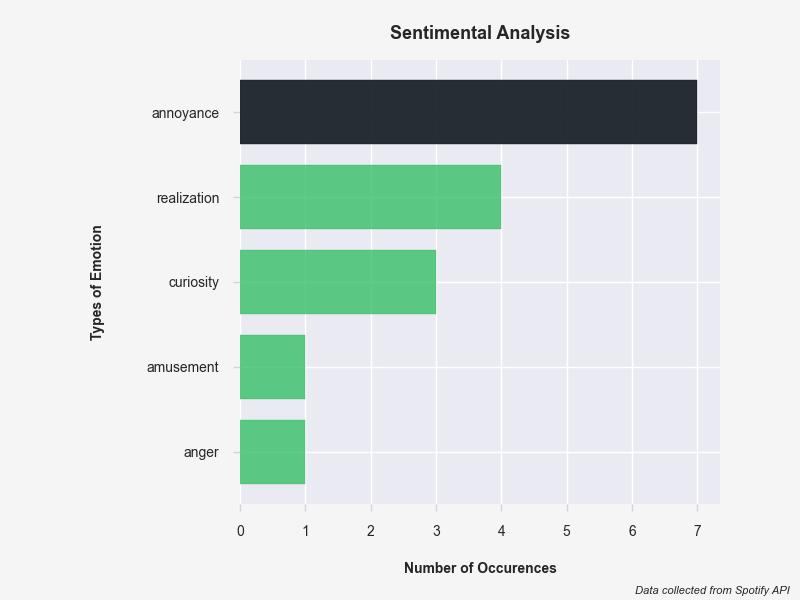 Sentimental Analysis
annoyance
realization
curiosity
amusement
anger
Types of Emotion
0 1 2 3 4 5 6 7
Number of Occurences
Data collected from Spotify API